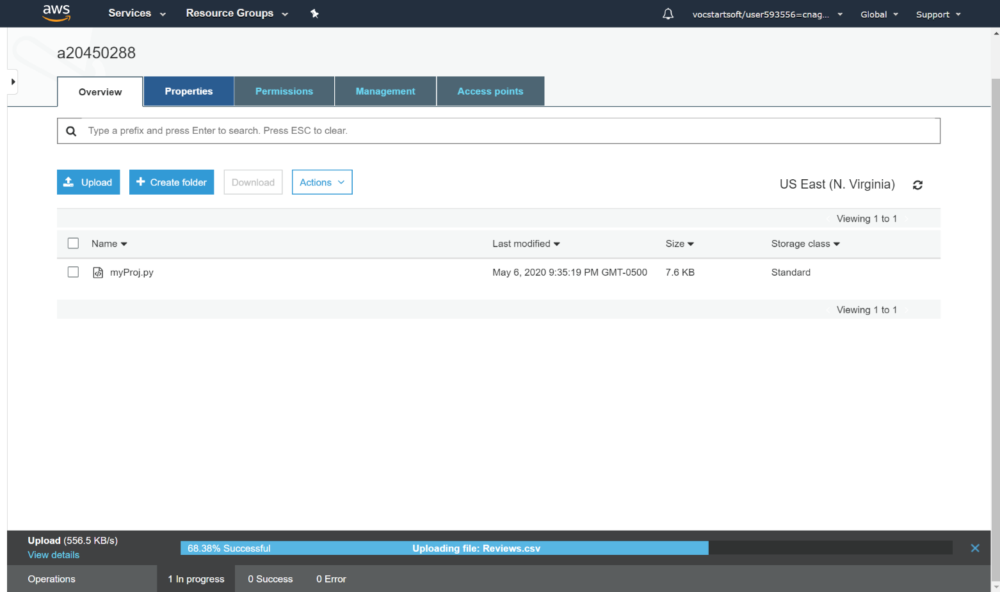 aws Services Resource Groups vocstartsoft/user593556=cnag... Global Support
a20450288
Overview Properties Permissions Management Access points
Type a prefix and press Enter to search. Press ESC to clear.
Upload Create folder Download Actions US East (N. Virginia)
Viewing 1 to 1
Name Last modified Size Storage class
myProj.py May 6, 2020 9:35:19 PM GMT-0500 7.6 KB Standard
Viewing 1 to 1
Upload (556.5 KB/s)
68.38% Successful Uploading file: Reviews.csv
View details
Operations 1 In progress 0 Success 0 Error